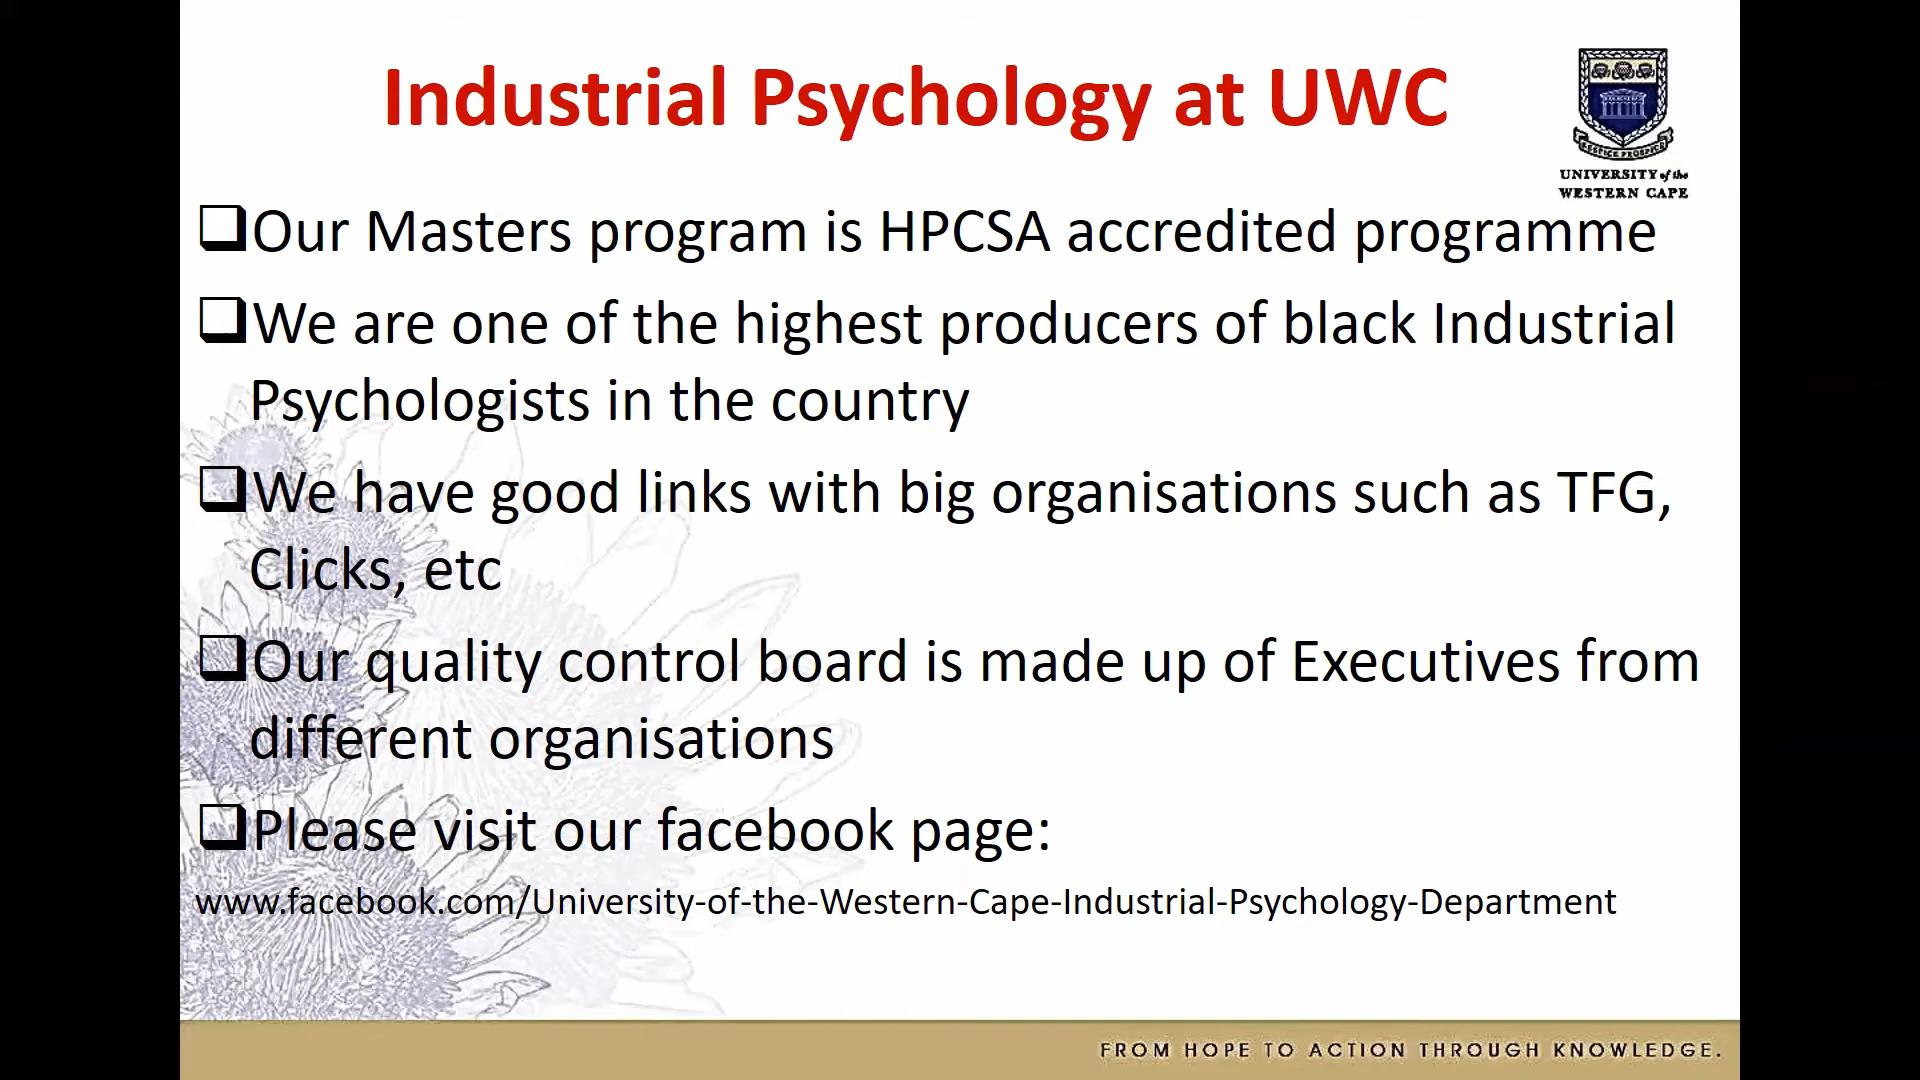 Industrial Psychology at UWC
RESPICE PROSPICE
UNIVERSITY of the
WESTERN CAPE
Our Masters program is HPCSA accredited programme
We are one of the highest producers of black Industrial
Psychologists in the country
We have good links with big organisations such as TFG,
Clicks, etc
Our quality control board is made up of Executives from
different organisations
Please visit our facebook page:
www.facebook.com/University-of-the-Western-Cape-Industrial-Psychology-Department
FROM HOPE TO ACTION THROUGH KNOWLEDGE.